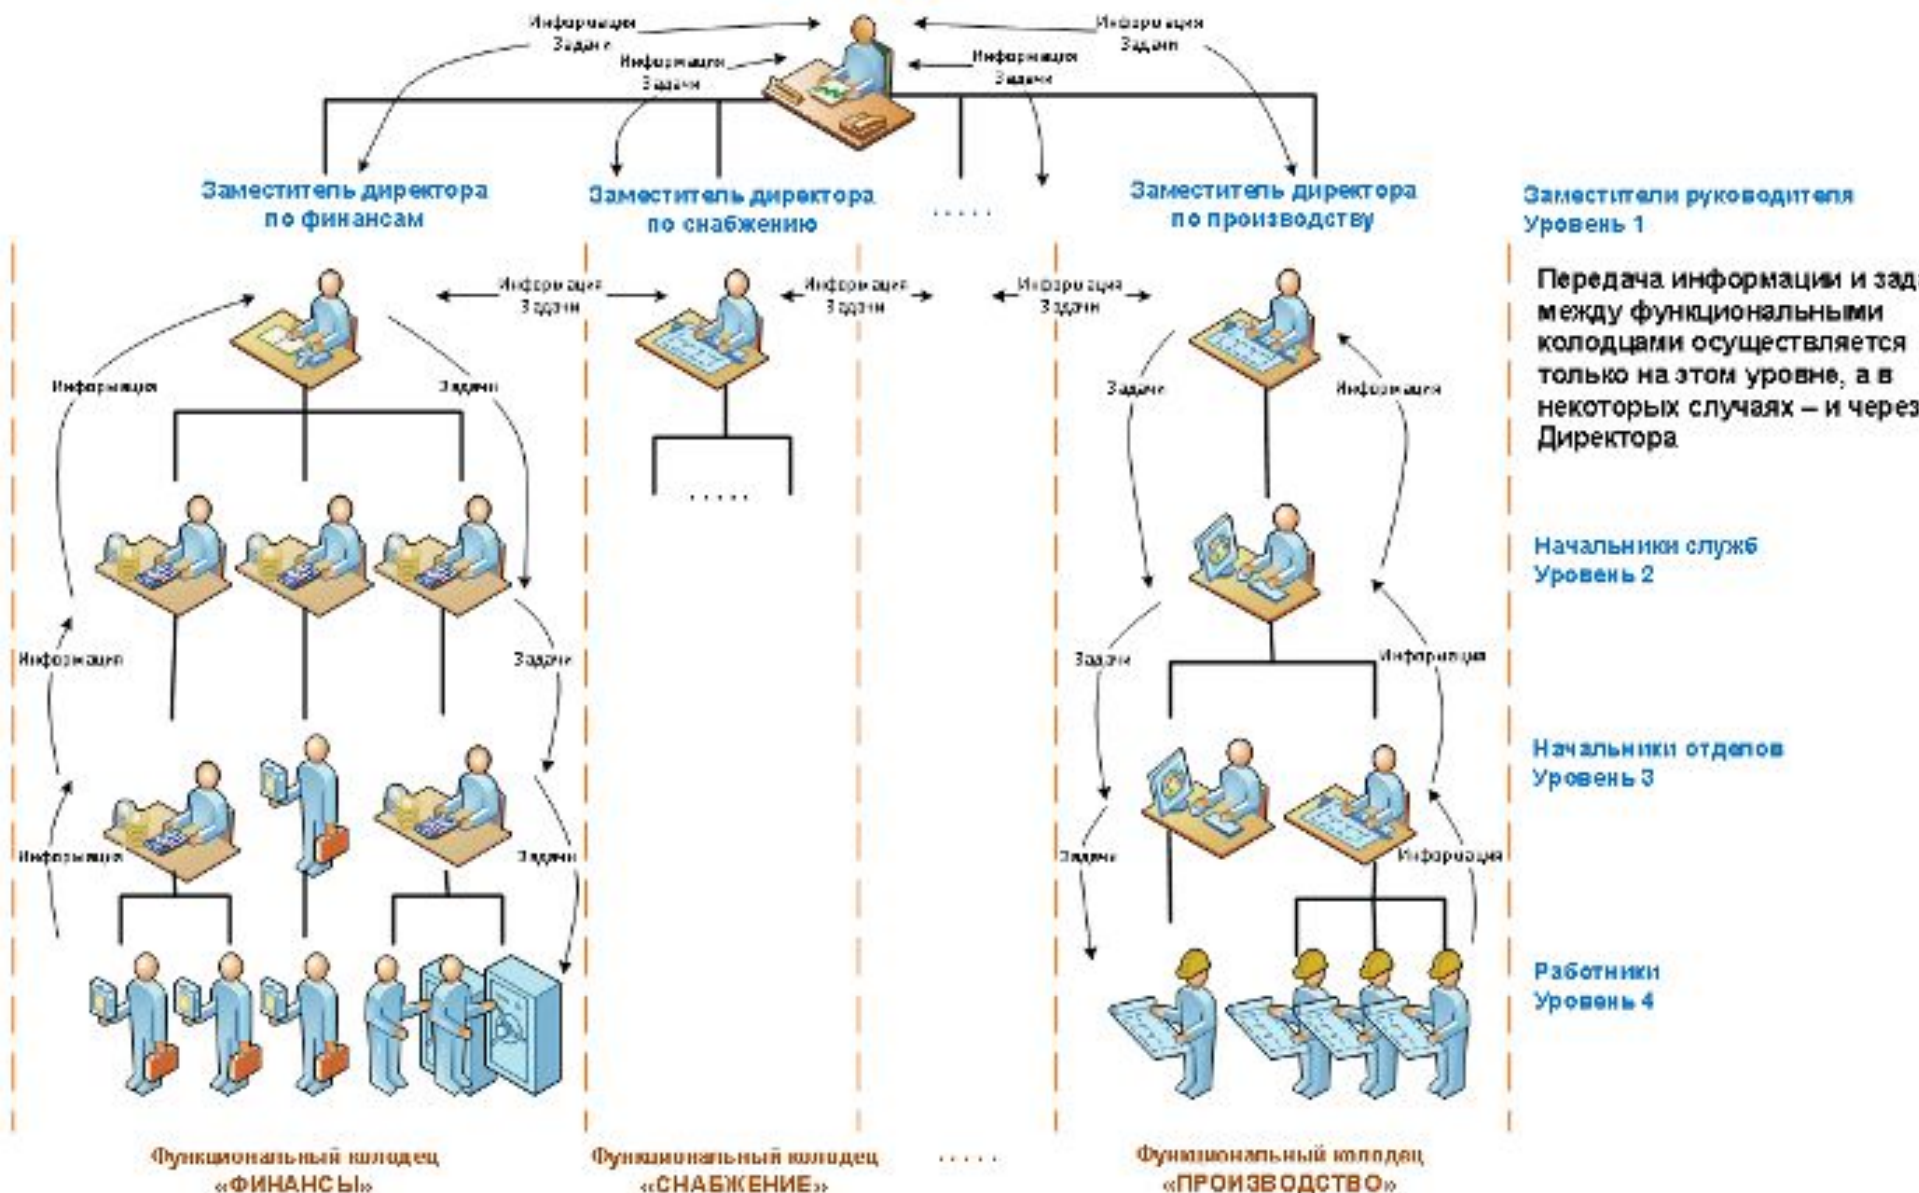 Информация
Задачи
Информация
Задачи
Информация
Задачи
Информация
Задачи
Заместитель директора
по финансам
Заместитель директора
по снабжению
.....
Заместитель директора
по производству
Заместители руководителя
Уровень 1
Информация
Задачи
Информация
Задачи
Информация
Задачи
Передача информации и зад
между функциональными
колодцами осуществляется
только на этом уровне, а в
некоторых случаях – и через
Директора
Информация
Задачи
Задачи
Информация
.....
Начальники служб
Уровень 2
Информация
Задачи
Задачи
Информация
Начальники отделов
Уровень 3
Информация
Задачи
Задачи
Информация
Работники
Уровень 4
Функциональный колодец
«ФИНАНСЫ»
Функциональный колодец
«СНАБЖЕНИЕ»
.....
Функциональный колодец
«ПРОИЗВОДСТВО»